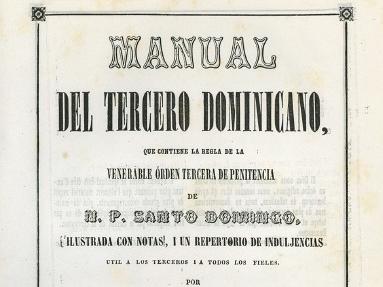 MANUAL
DEL TERCERO DOMINICANO,
QUE CONTIENE LA REGLA DE LA
VENERABLE ÓRDEN TERCERA DE PENITENCIA
DE
N. P. SANTO DOMINGO,
(ILUSTRADA CON NOTAS), I UN REPERTORIO DE INDULJENCIAS
UTIL A LOS TERCEROS I A TODOS LOS FIELES.
POR